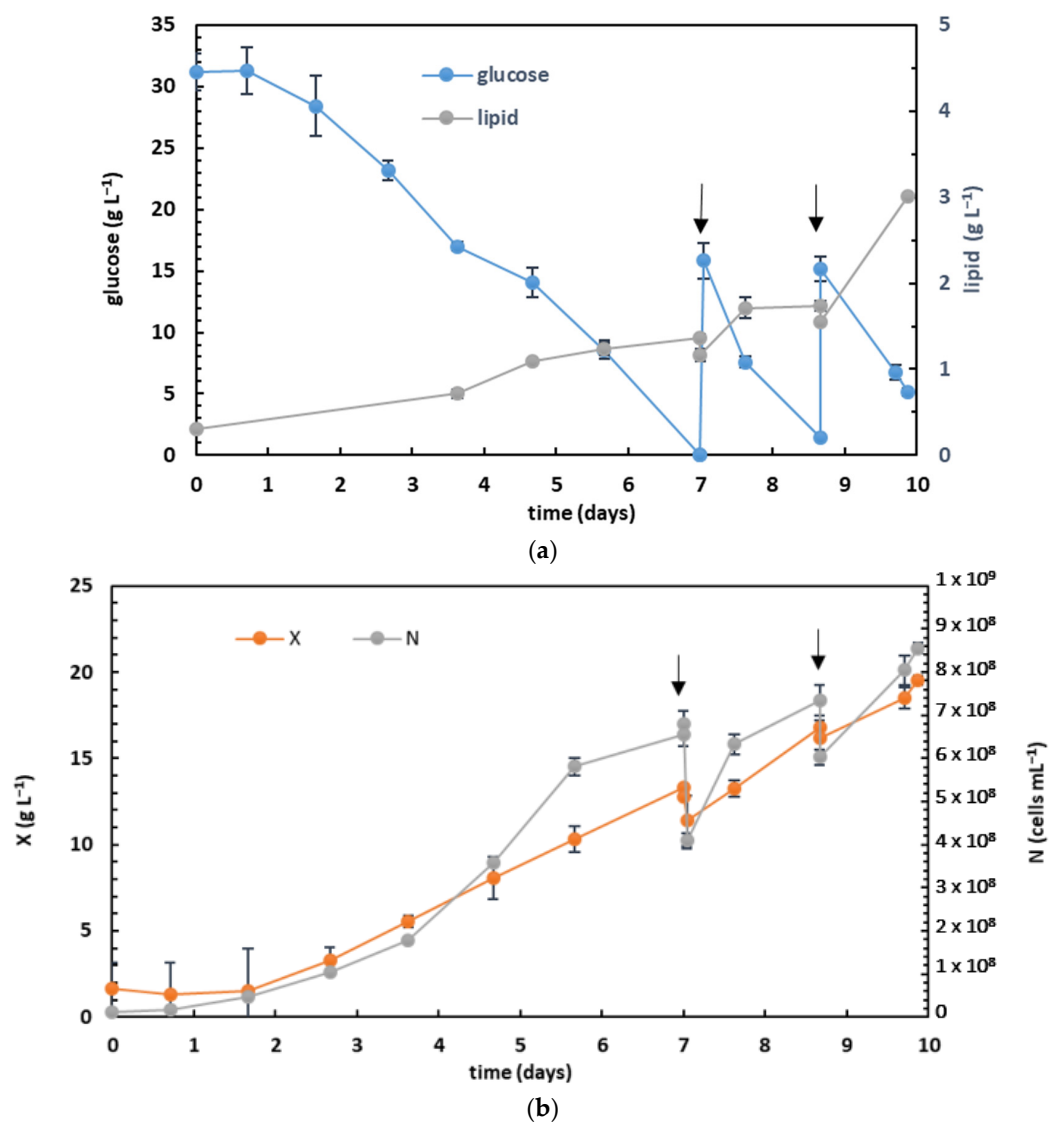 35
30
25
20
15
10
5
0
glucose (g L⁻¹)
glucose
lipid
5
4
3
2
1
0
lipid (g L⁻¹)
0 1 2 3 4 5 6 7 8 9 10
time (days)
(a)
25
20
15
10
5
0
X (g L⁻¹)
X N
1 x 10⁹
9 x 10⁸
8 x 10⁸
7 x 10⁸
6 x 10⁸
5 x 10⁸
4 x 10⁸
3 x 10⁸
2 x 10⁸
1 x 10⁸
0
N (cells mL⁻¹)
0 1 2 3 4 5 6 7 8 9 10
time (days)
(b)